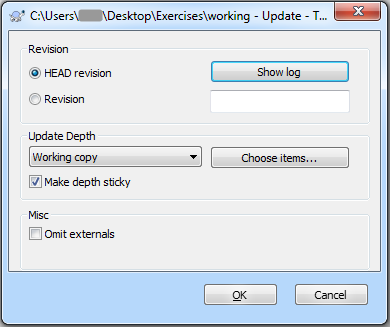 C:\Users\ \Desktop\Exercises\working - Update - T...
Revision
HEAD revision
Show log
Revision
Update Depth
Working copy
Choose items...
Make depth sticky
Misc
Omit externals
OK
Cancel